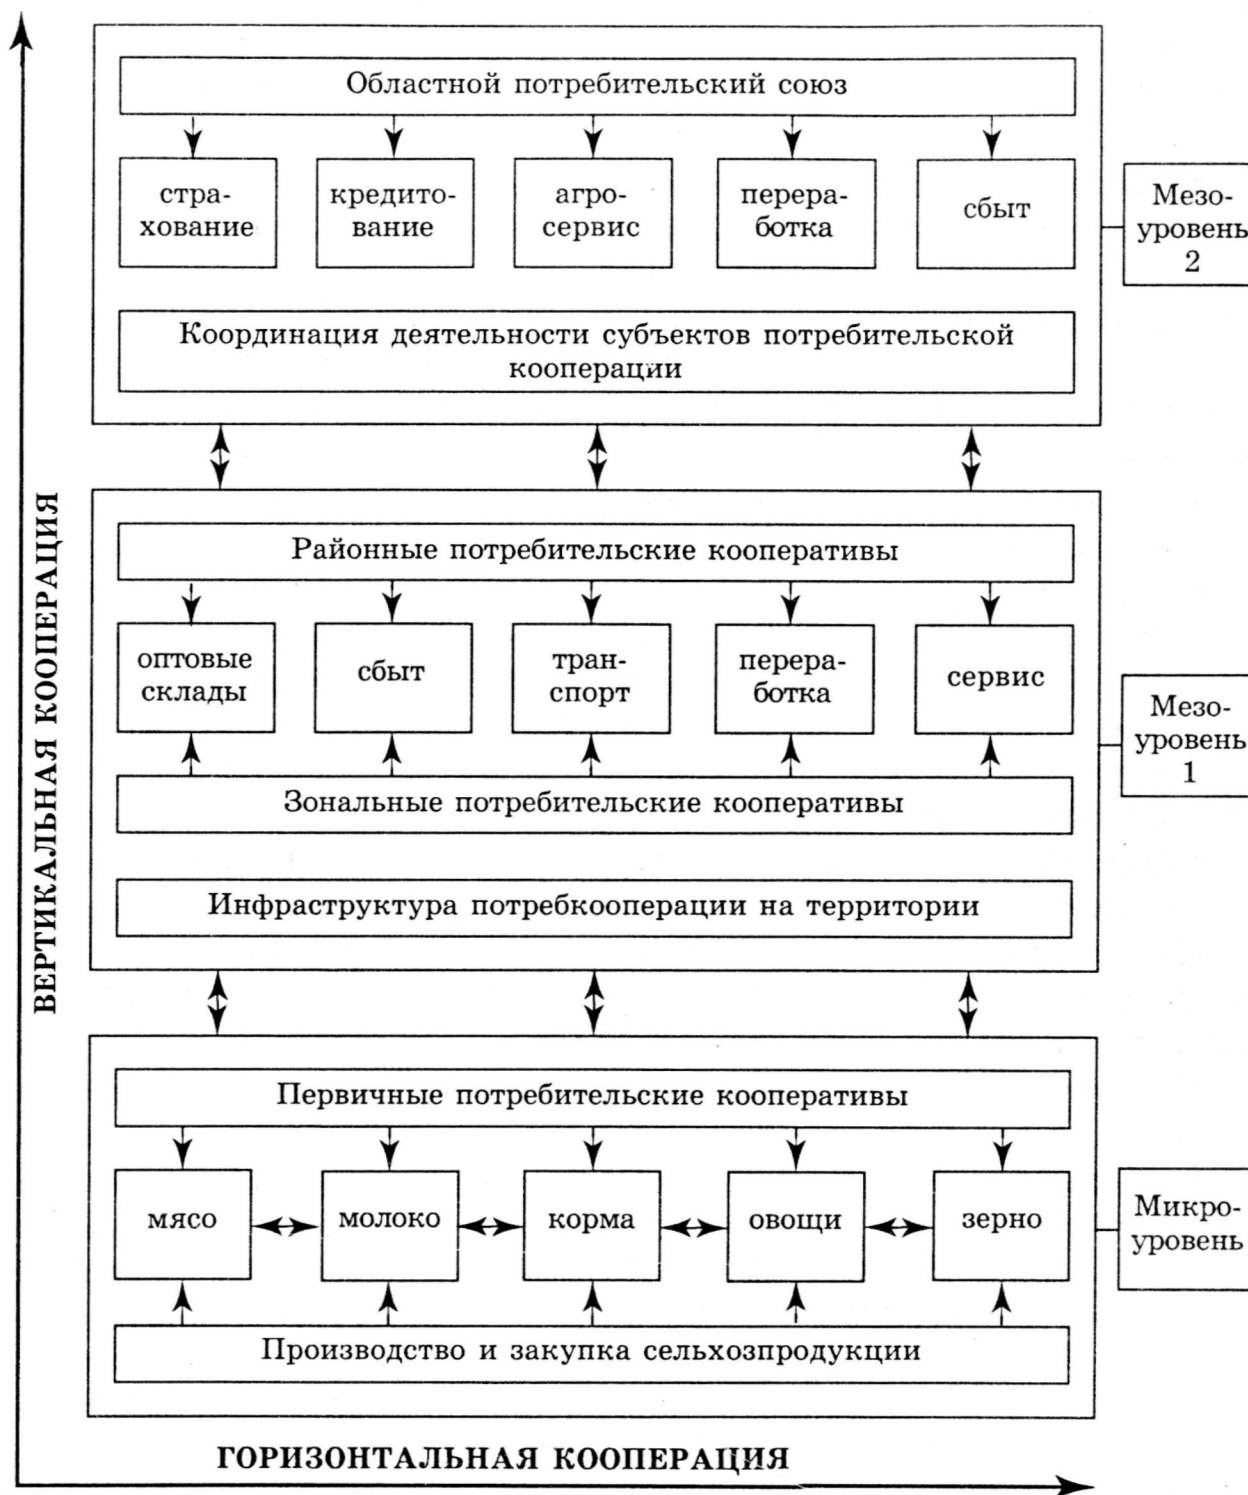 Областной потребительский союз
стра-
хование
кредито-
вание
агро-
сервис
перера-
ботка
сбыт
Мезо-
уровень
2
Координация деятельности субъектов потребительской
кооперации
Районные потребительские кооперативы
оптовые
склады
сбыт
тран-
спорт
перера-
ботка
сервис
Мезо-
уровень
1
Зональные потребительские кооперативы
Инфраструктура потребкооперации на территории
Первичные потребительские кооперативы
мясо
молоко
корма
овощи
зерно
Микро-
уровень
Производство и закупка сельхозпродукции
ВЕРТИКАЛЬНАЯ КООПЕРАЦИЯ
ГОРИЗОНТАЛЬНАЯ КООПЕРАЦИЯ